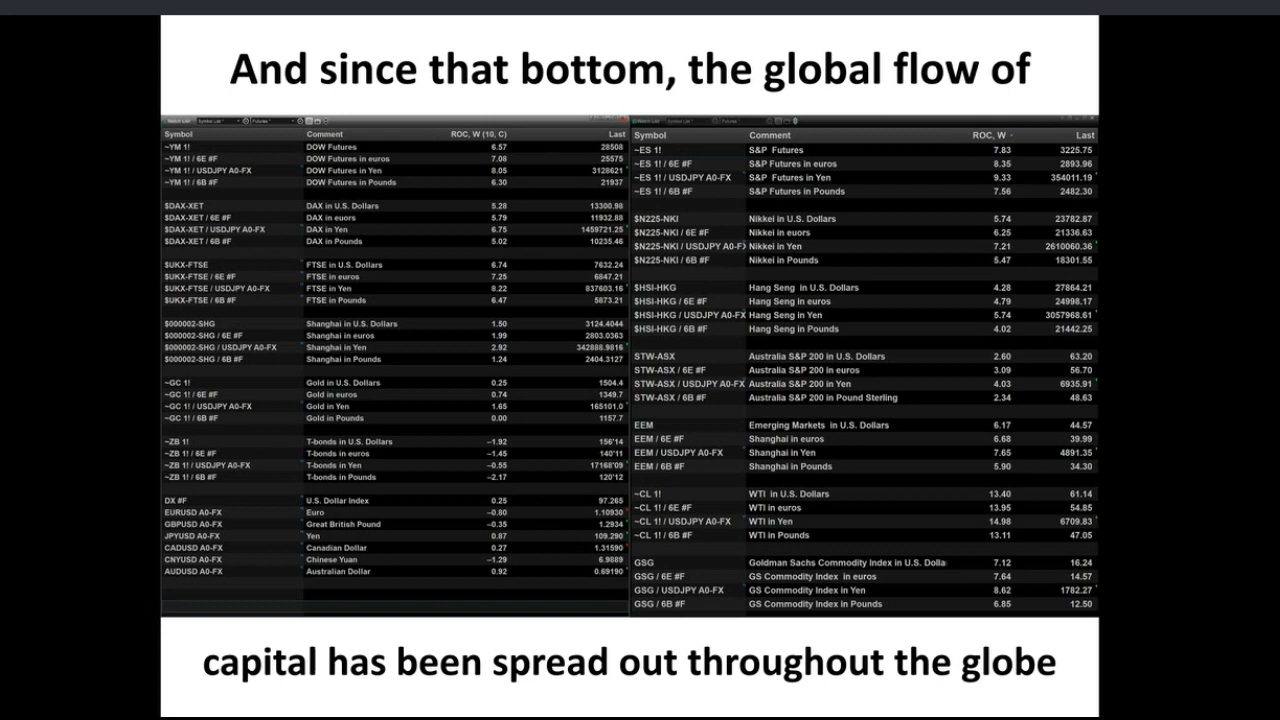 And since that bottom, the global flow of
Symbol Comment ROC, W (10, C) Last
~YM 1! DOW Futures 6.57 28508
~YM 1! / 6E #F DOW Futures in euros 7.08 25575
~YM 1! / USDJPY A0-FX DOW Futures in Yen 8.05 3128621
~YM 1! / 6B #F DOW Futures in Pounds 6.30 21937
$DAX-XET DAX in U.S. Dollars 5.28 13300.98
$DAX-XET / 6E #F DAX in euors 5.79 11932.88
$DAX-XET / USDJPY A0-FX DAX in Yen 6.75 1459721.25
$DAX-XET / 6B #F DAX in Pounds 5.02 10235.46
$UKX-FTSE FTSE in U.S. Dollars 6.74 7632.24
$UKX-FTSE / 6E #F FTSE in euros 7.25 6847.21
$UKX-FTSE / USDJPY A0-FX FTSE in Yen 8.22 837603.16
$UKX-FTSE / 6B #F FTSE in Pounds 6.47 5873.21
$000002-SHG Shanghai in U.S. Dollars 1.50 3124.4044
$000002-SHG / 6E #F Shanghai in euros 1.99 2803.0363
$000002-SHG / USDJPY A0-FX Shanghai in Yen 2.92 342888.9816
$000002-SHG / 6B #F Shanghai in Pounds 1.24 2404.3127
~GC 1! Gold in U.S. Dollars 0.25 1504.4
~GC 1! / 6E #F Gold in euros 0.74 1349.7
~GC 1! / USDJPY A0-FX Gold in Yen 1.65 165101.0
~GC 1! / 6B #F Gold in Pounds 0.00 1157.7
~ZB 1! T-bonds in U.S. Dollars −1.92 156'14
~ZB 1! / 6E #F T-bonds in euros −1.45 140'11
~ZB 1! / USDJPY A0-FX T-bonds in Yen −0.55 17168'09
~ZB 1! / 6B #F T-bonds in Pounds −2.17 120'12
DX #F U.S. Dollar Index 0.25 97.265
EURUSD A0-FX Euro −0.80 1.10930
GBPUSD A0-FX Great British Pound −0.35 1.2934
JPYUSD A0-FX Yen 0.87 109.290
CADUSD A0-FX Canadian Dollar 0.27 1.31590
CNYUSD A0-FX Chinese Yuan −1.29 6.9889
AUDUSD A0-FX Australian Dollar 0.92 0.69190
Symbol Comment ROC, W Last
~ES 1! S&P Futures 7.83 3225.75
~ES 1! / 6E #F S&P Futures in euros 8.35 2893.96
~ES 1! / USDJPY A0-FX S&P Futures in Yen 9.33 354011.19
~ES 1! / 6B #F S&P Futures in Pounds 7.56 2482.30
$N225-NKI Nikkei in U.S. Dollars 5.74 23782.87
$N225-NKI / 6E #F Nikkei in euors 6.25 21336.63
$N225-NKI / USDJPY A0-FX Nikkei in Yen 7.21 2610060.36
$N225-NKI / 6B #F Nikkei in Pounds 5.47 18301.55
$HSI-HKG Hang Seng in U.S. Dollars 4.28 27864.21
$HSI-HKG / 6E #F Hang Seng in euros 4.79 24998.17
$HSI-HKG / USDJPY A0-FX Hang Seng in Yen 5.74 3057968.61
$HSI-HKG / 6B #F Hang Seng in Pounds 4.02 21442.25
STW-ASX Australia S&P 200 in U.S. Dollars 2.60 63.20
STW-ASX / 6E #F Australia S&P 200 in euros 3.09 56.70
STW-ASX / USDJPY A0-FX Australia S&P 200 in Yen 4.03 6935.91
STW-ASX / 6B #F Australia S&P 200 in Pound Sterling 2.34 48.63
EEM Emerging Markets in U.S. Dollars 6.17 44.57
EEM / 6E #F Shanghai in euros 6.68 39.99
EEM / USDJPY A0-FX Shanghai in Yen 7.65 4891.35
EEM / 6B #F Shanghai in Pounds 5.90 34.30
~CL 1! WTI in U.S. Dollars 13.40 61.14
~CL 1! / 6E #F WTI in euros 13.95 54.85
~CL 1! / USDJPY A0-FX WTI in Yen 14.98 6709.83
~CL 1! / 6B #F WTI in Pounds 13.11 47.05
GSG Goldman Sachs Commodity Index in U.S. Dolla 7.12 16.24
GSG / 6E #F GS Commodity Index in euros 7.64 14.57
GSG / USDJPY A0-FX GS Commodity Index in Yen 8.62 1782.27
GSG / 6B #F GS Commodity Index in Pounds 6.85 12.50
capital has been spread out throughout the globe